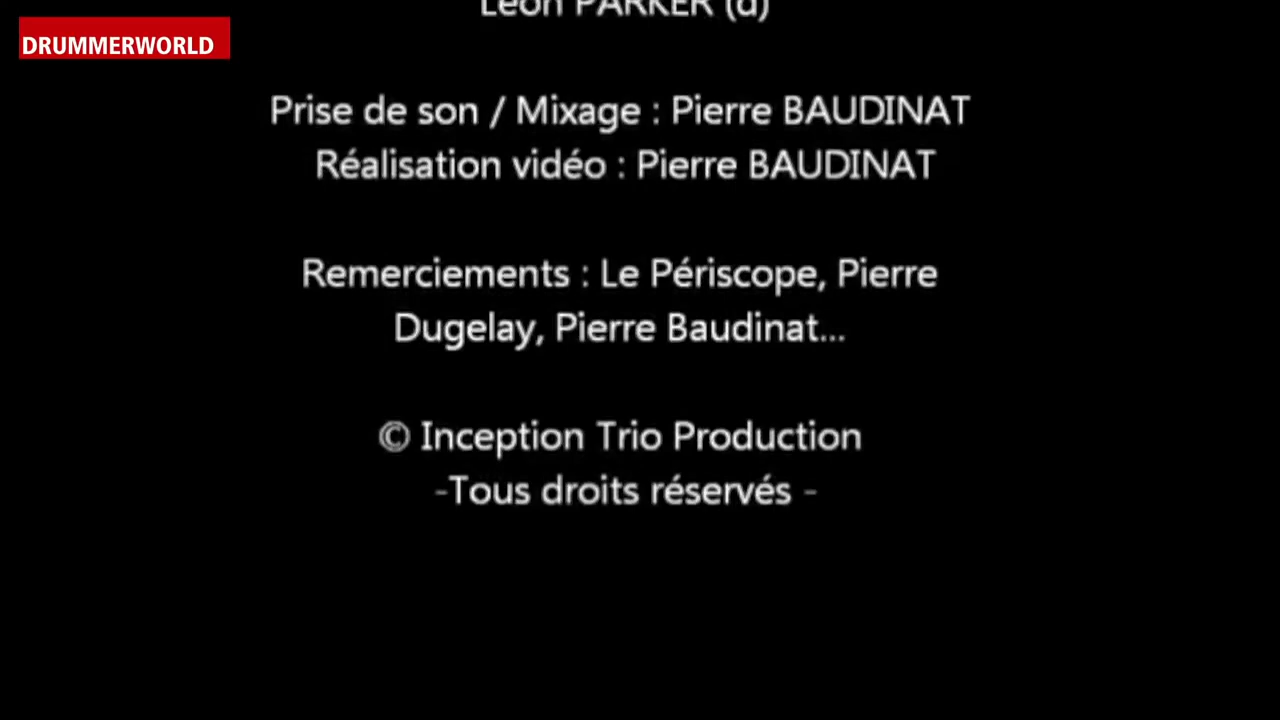 Leon PARKER (d)
DRUMMERWORLD
Prise de son / Mixage : Pierre BAUDINAT
Réalisation vidéo : Pierre BAUDINAT
Remerciements : Le Périscope, Pierre
Dugelay, Pierre Baudinat...
© Inception Trio Production
-Tous droits réservés -